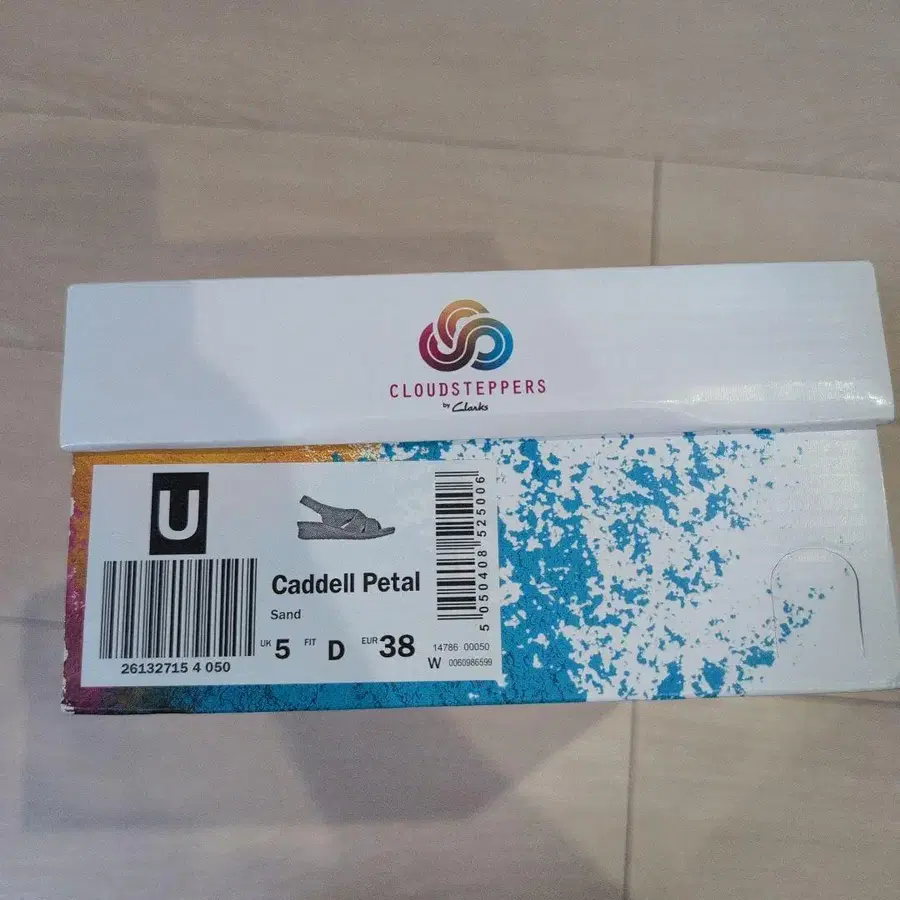 CLOUDSTEPPERS
by Clarks
U
26132715 4 050
Caddell Petal
Sand
UK 5 FIT D EUR 38
5 050408 525006
14786 00050
W 0060986599